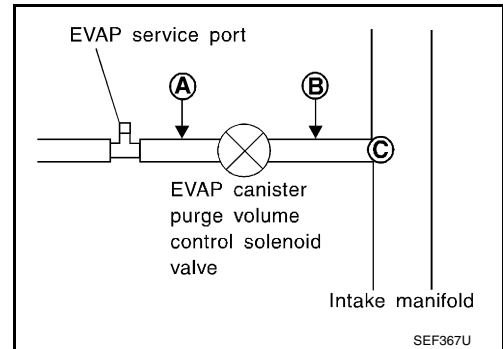 EVAP service port
A
B
C
EVAP canister
purge volume
control solenoid
valve
Intake manifold
SEF367U